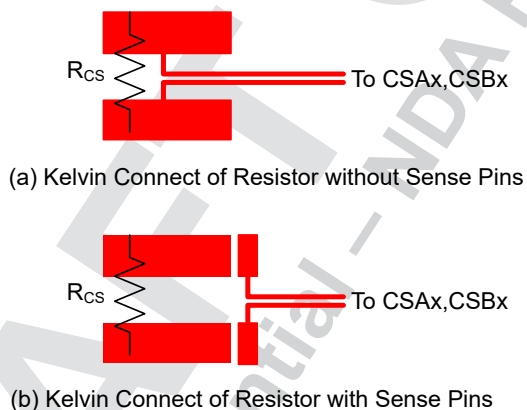 RCS
To CSAx,CSBx
(a) Kelvin Connect of Resistor without Sense Pins
RCS
To CSAx,CSBx
(b) Kelvin Connect of Resistor with Sense Pins